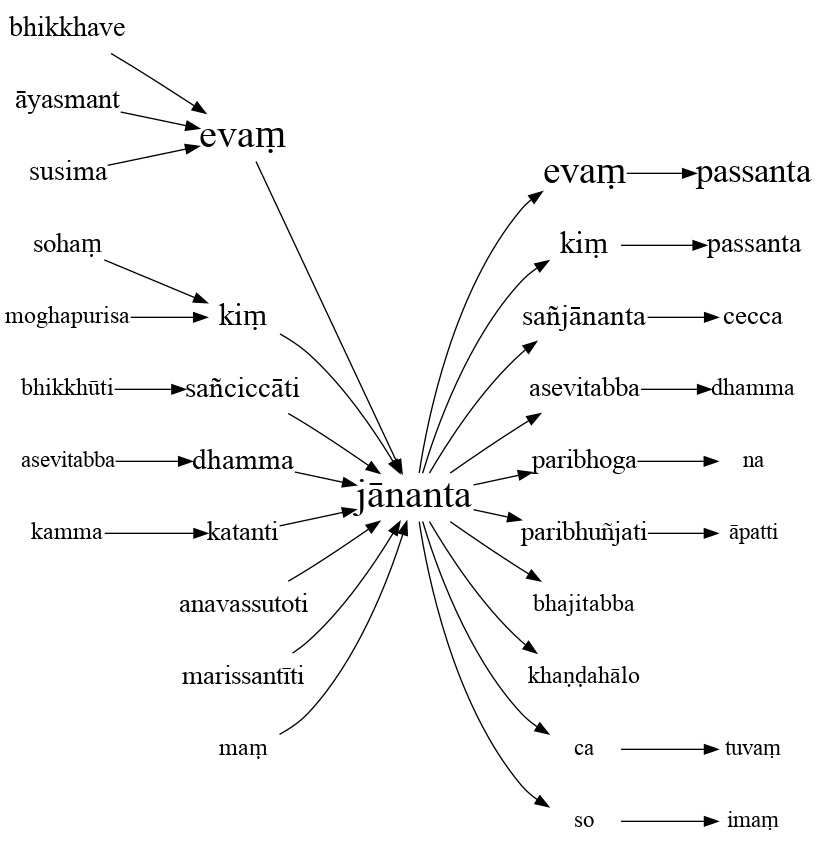 bhikkhave
āyasmant
evaṃ
susima
evaṃ passanta
sohaṃ
kiṃ passanta
moghapurisa kiṃ
sañjānanta cecca
bhikkhūti sañciccāti
asevitabba dhamma
asevitabba dhamma
paribhoga na
jānanta
kamma katanti
paribhuñjati āpatti
anavassutoti
bhajitabba
marissantīti
khaṇḍahālo
maṃ
ca tuvaṃ
so imaṃ